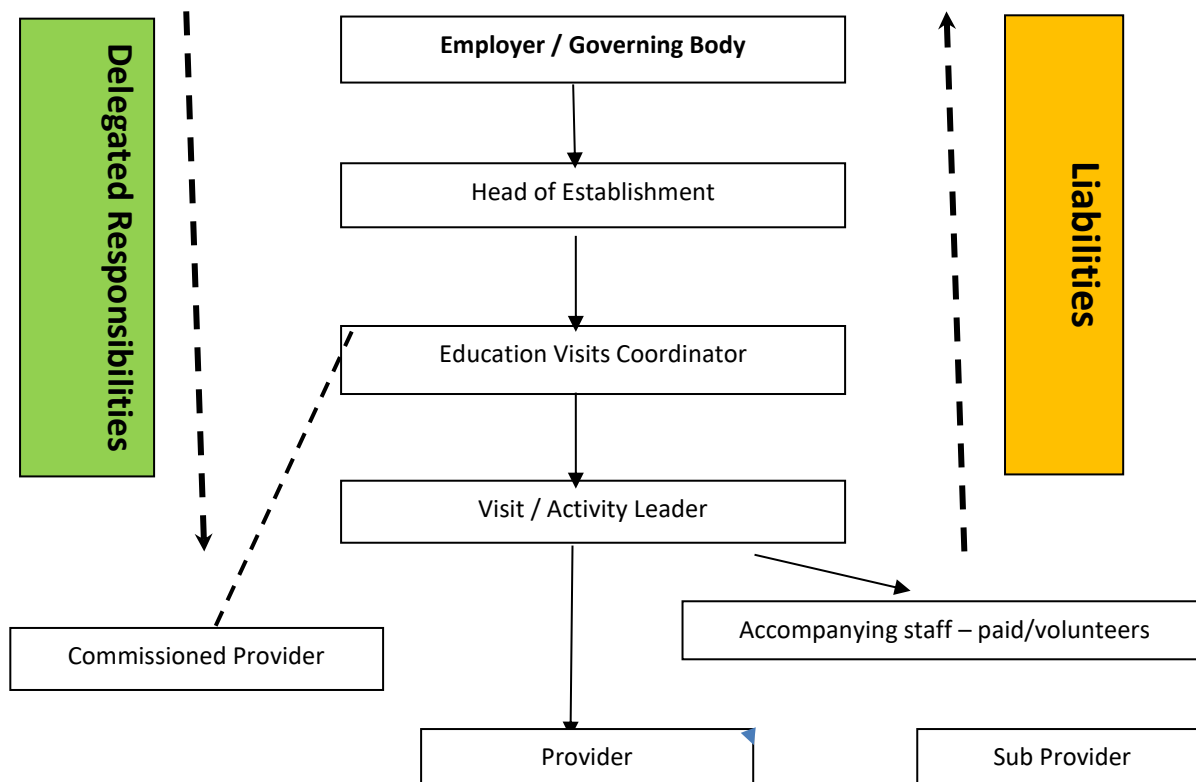 Delegated Responsibilities
Employer / Governing Body
Liabilities
Head of Establishment
Education Visits Coordinator
Visit / Activity Leader
Accompanying staff – paid/volunteers
Commissioned Provider
Provider
Sub Provider